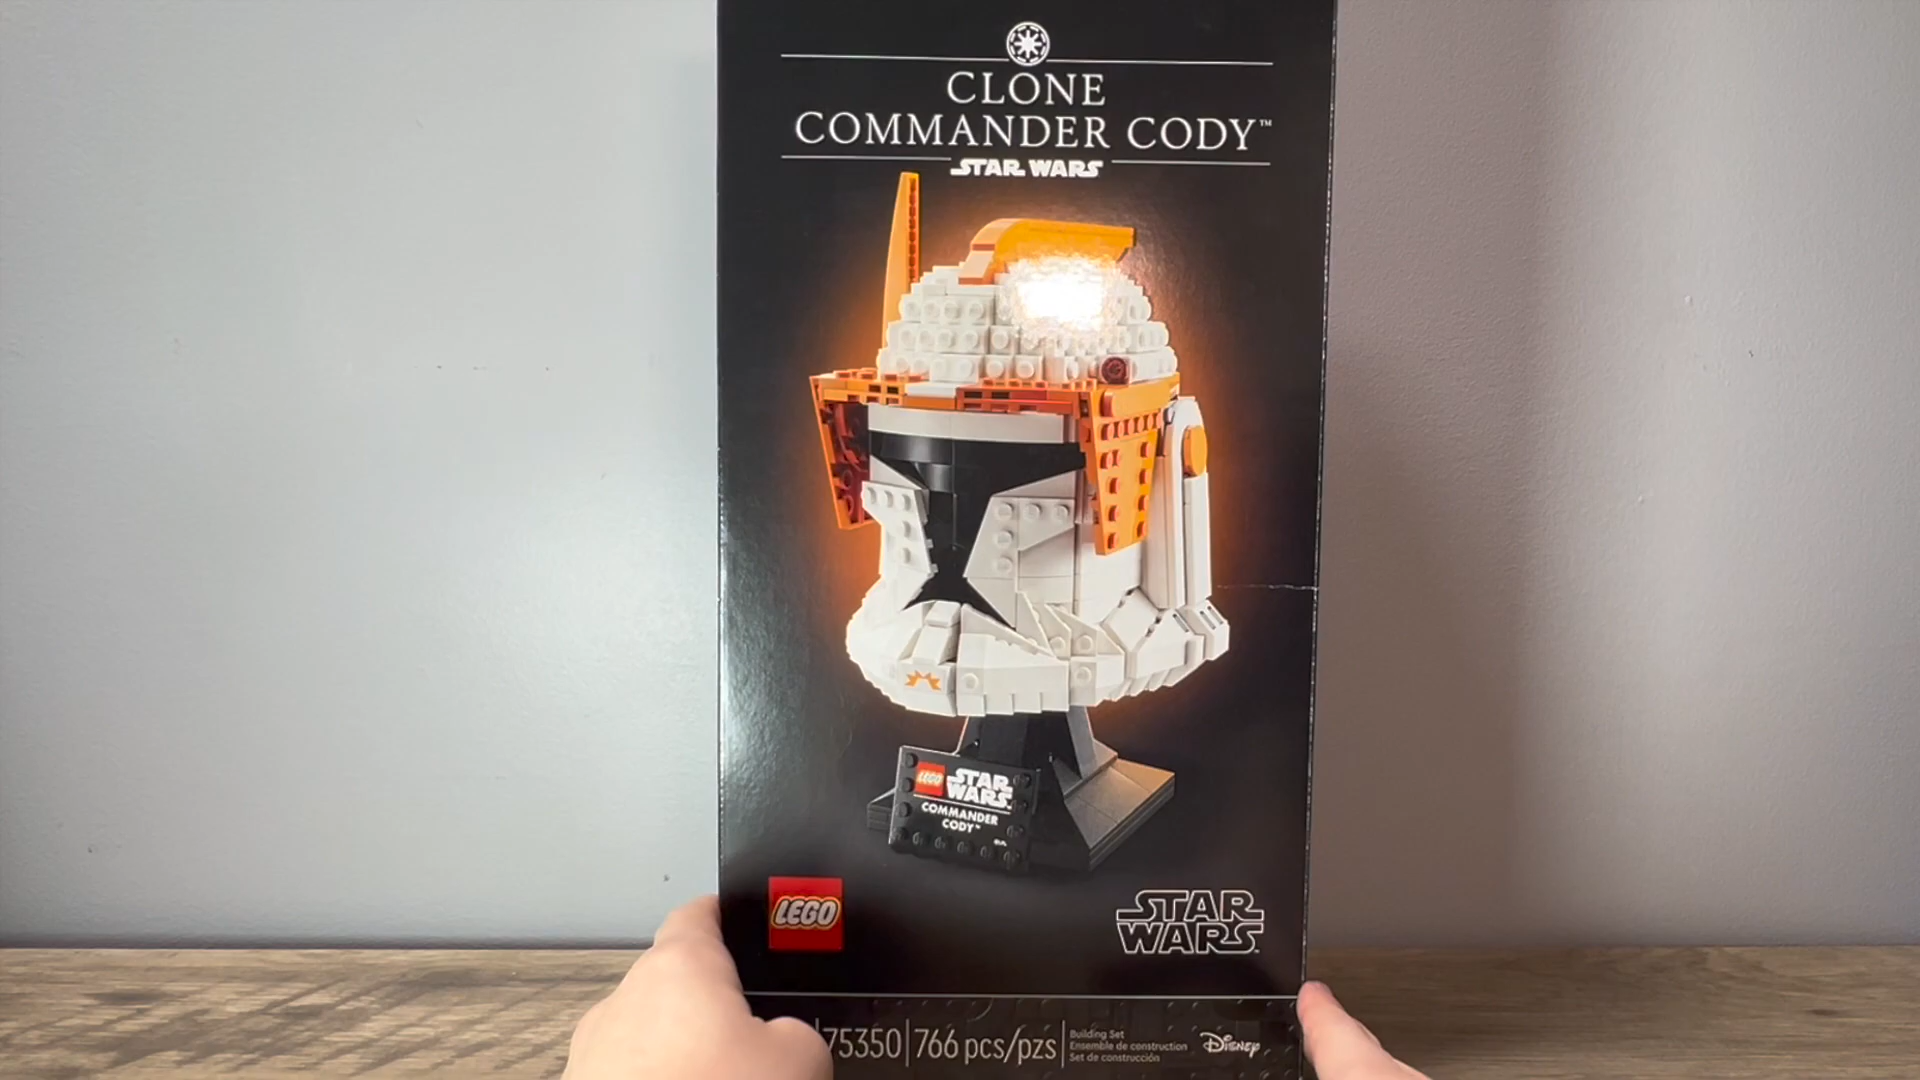 CLONE
COMMANDER CODY™
STAR WARS
LEGO STAR WARS
COMMANDER
CODY™
LEGO
STAR WARS
75350 | 766 pcs/pzs
Building Set
Ensemble de construction
Set de construcción
Disney